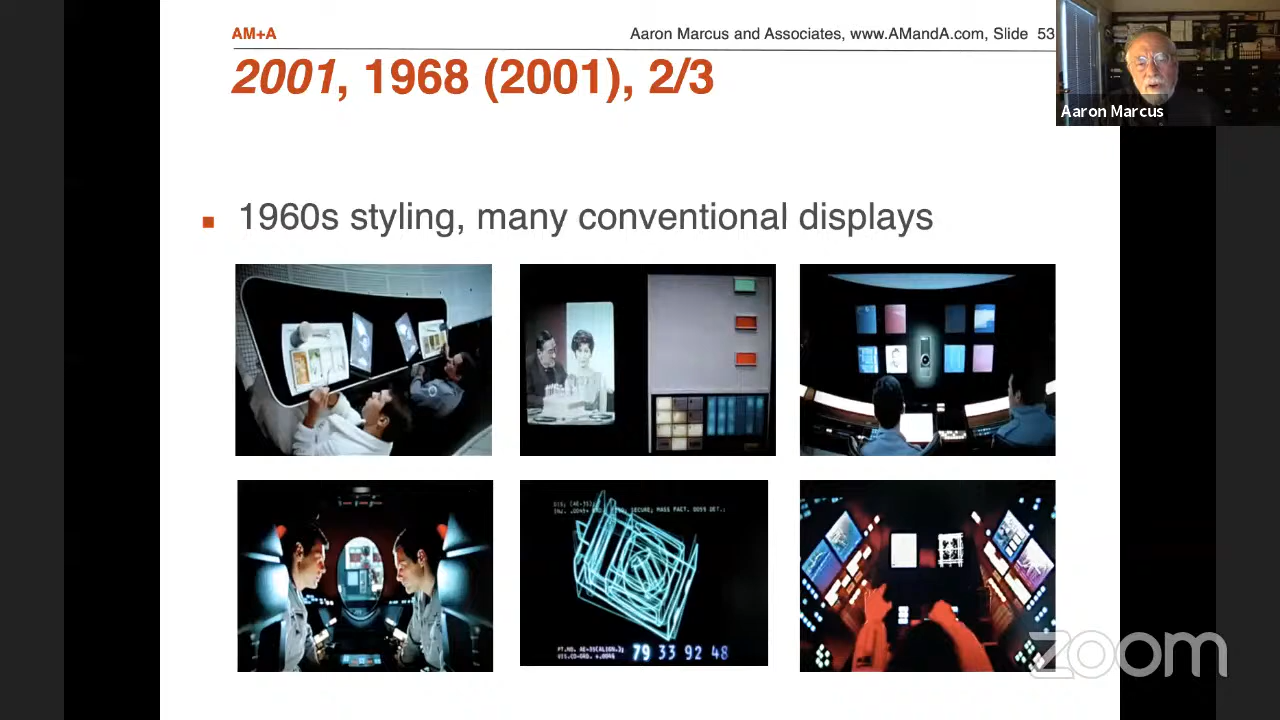 AM+A
Aaron Marcus and Associates, www.AMandA.com, Slide 53
2001, 1968 (2001), 2/3
Aaron Marcus
1960s styling, many conventional displays
79 33 92 48
zoom